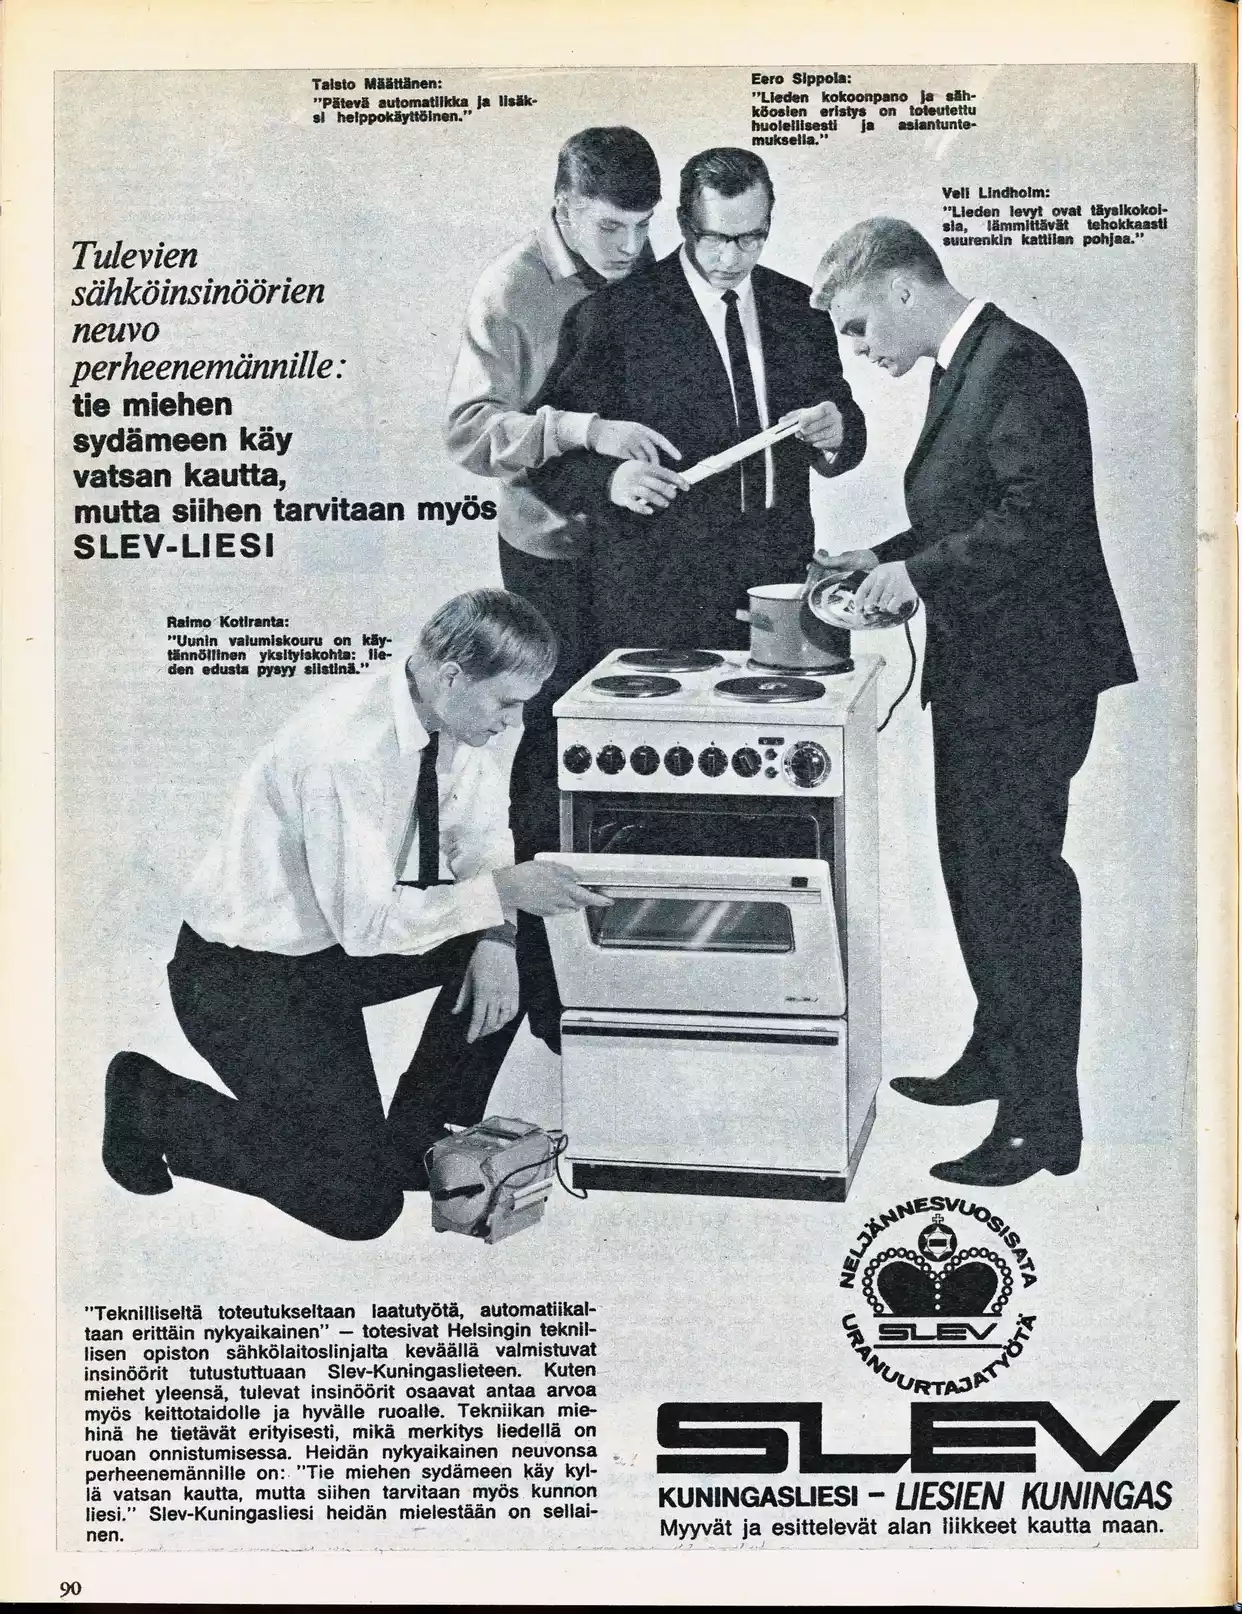 Taisto Määttänen:
"Pätevä automatiikka ja lisäk-
si helppokäyttöinen."
Eero Sippola:
"Lieden kokoonpano ja säh-
köosien eristys on toteutettu
huolellisesti ja asiantunte-
muksella."
Veli Lindholm:
"Lieden levyt ovat täysikokoi-
sia, lämmittävät tehokkaasti
suurenkin kattilan pohjaa."
Tulevien
sähköinsinöörien
neuvo
perheenemännille:
tie miehen
sydämeen käy
vatsan kautta,
mutta siihen tarvitaan myös
SLEV-LIESI
Raimo Kotiranta:
"Uunin valumiskouru on käy-
tännöllinen yksityiskohta: lie-
den edusta pysyy siistinä."
"Teknilliseltä toteutukseltaan laatutyötä, automatiikal-
taan erittäin nykyaikainen" — totesivat Helsingin teknil-
lisen opiston sähkölaitoslinjalta keväällä valmistuvat
insinöörit tutustuttuaan Slev-Kuningaslieteen. Kuten
miehet yleensä, tulevat insinöörit osaavat antaa arvoa
myös keittotaidolle ja hyvälle ruoalle. Tekniikan mie-
hinä he tietävät erityisesti, mikä merkitys liedellä on
ruoan onnistumisessa. Heidän nykyaikainen neuvonsa
perheenemännille on: "Tie miehen sydämeen käy kyl-
lä vatsan kautta, mutta siihen tarvitaan myös kunnon
liesi." Slev-Kuningasliesi heidän mielestään on sellai-
nen.
NELJÄNNESVUOSISATA
SLEV
URANUURTAJATYÖTÄ
SLEV
KUNINGASLIESI – LIESIEN KUNINGAS
Myyvät ja esittelevät alan liikkeet kautta maan.
90